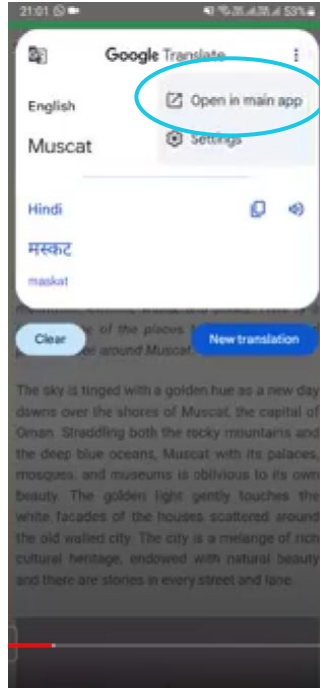 21:01
53%
Google Translate
English
Open in main app
Muscat
Settings
Hindi
मस्कट
maskat
of the places
Clear
New translation
around Muscat
The sky is tinged with a golden hue as a new day
dawns over the shores of Muscat, the capital of
Oman. Straddling both the rocky mountains and
the deep blue oceans, Muscat with its palaces,
mosques, and museums is oblivious to its own
beauty. The golden light gently touches the
white facades of the houses scattered around
the old walled city. The city is a melange of rich
cultural heritage, endowed with natural beauty
and there are stories in every street and lane.